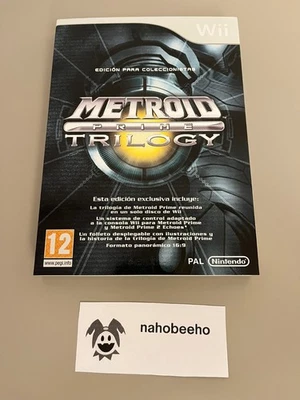 Wii
EDICIÓN PARA COLECCIONISTAS
METROID
PRIME
TRILOGY
Esta edición exclusiva incluye:
La trilogía de Metroid Prime reunida
en un solo disco de Wii
Un sistema de control adaptado
a la consola Wii para Metroid Prime
y Metroid Prime 2 Echoes*
Un folleto desplegable con ilustraciones y
la historia de la trilogía de Metroid Prime
Formato panorámico 16:9
12
www.pegi.info
PAL
Nintendo
nahobeeho